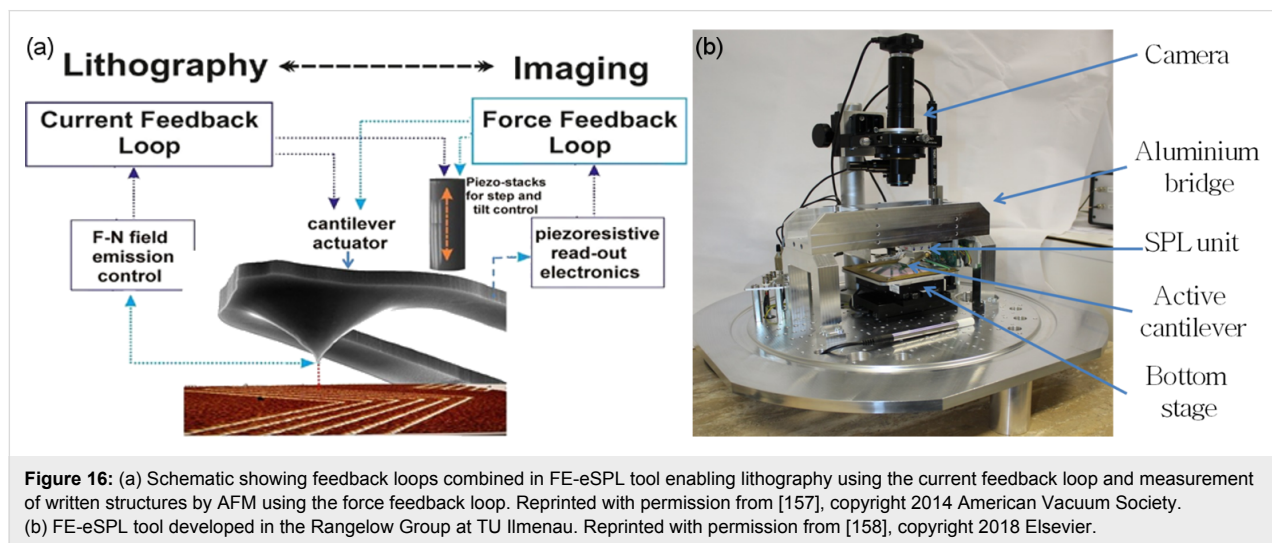 (a)
Lithography
Imaging
Current Feedback
Loop
Force Feedback
Loop
Piezo-stacks
for step and
tilt control
cantilever
actuator
F-N field
emission
control
piezoresistive
read-out
electronics
(b)
Camera
Aluminium
bridge
SPL unit
Active
cantilever
Bottom
stage
Figure 16: (a) Schematic showing feedback loops combined in FE-eSPL tool enabling lithography using the current feedback loop and measurement
of written structures by AFM using the force feedback loop. Reprinted with permission from [157], copyright 2014 American Vacuum Society.
(b) FE-eSPL tool developed in the Rangelow Group at TU Ilmenau. Reprinted with permission from [158], copyright 2018 Elsevier.